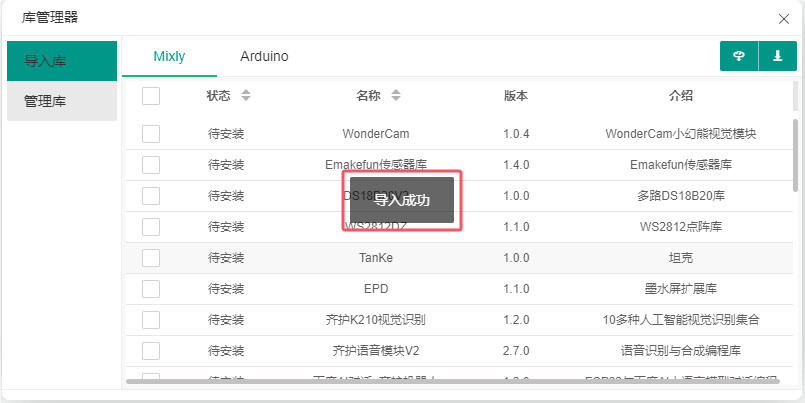 库管理器
导入库
管理库
Mixly Arduino
状态 名称 版本 介绍
待安装 WonderCam 1.0.4 WonderCam小幻熊视觉模块
待安装 Emakefun传感器库 1.4.0 Emakefun传感器库
待安装 DS18B20V2 1.0.0 多路DS18B20库
导入成功
待安装 WS2812DZ 1.1.0 WS2812点阵库
待安装 TanKe 1.0.0 坦克
待安装 EPD 1.1.0 墨水屏扩展库
待安装 齐护K210视觉识别 1.2.0 10多种人工智能视觉识别集合
待安装 齐护语音模块V2 2.7.0 语音识别与合成编程库